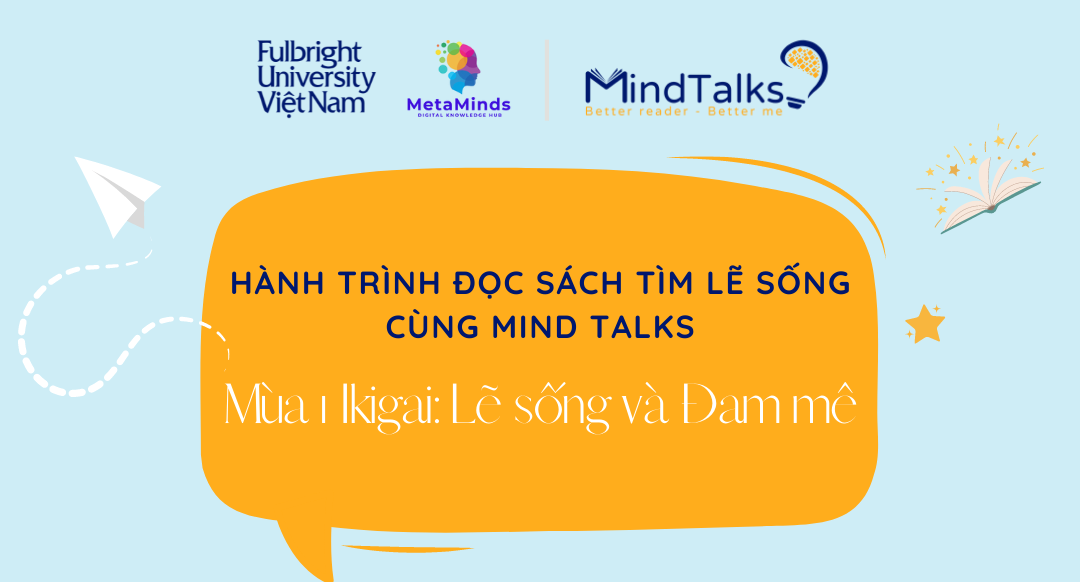 Fulbright
University
Việt Nam
MetaMinds
DIGITAL KNOWLEDGE HUB
MindTalks
Better reader - Better me
HÀNH TRÌNH ĐỌC SÁCH TÌM LẼ SỐNG
CÙNG MIND TALKS
Mùa 1 Ikigai: Lẽ sống và Đam mê